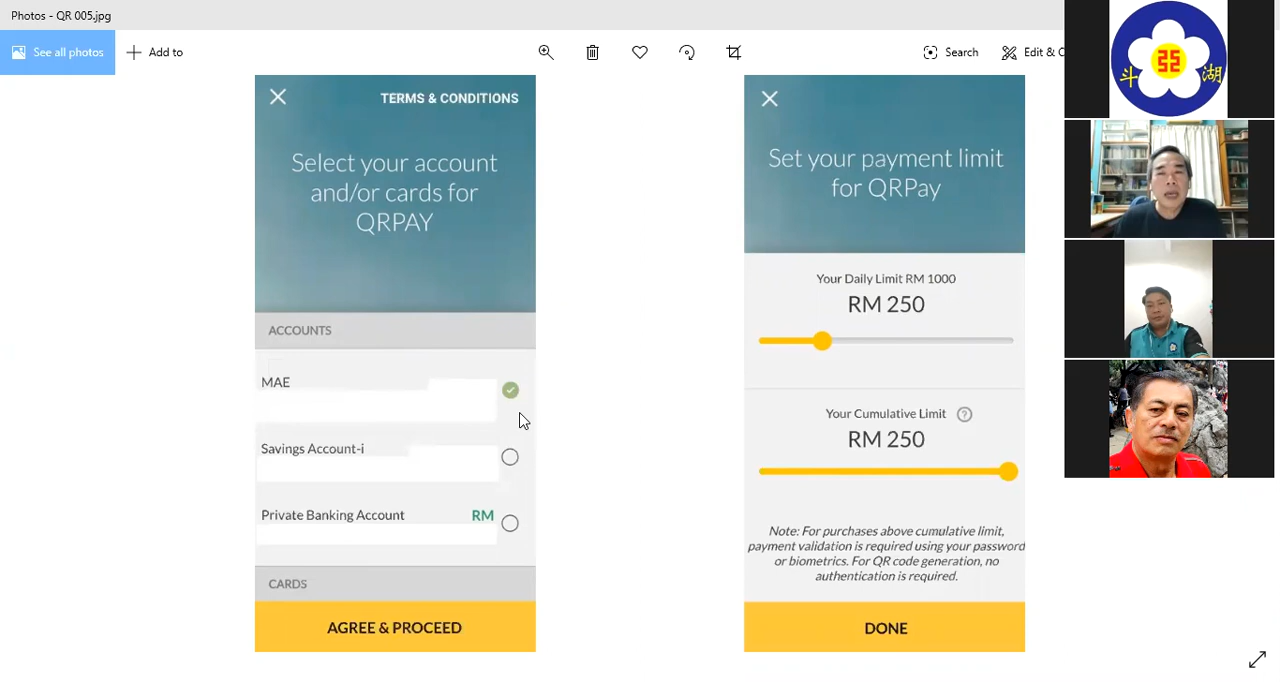 Photos - QR 005.jpg
See all photos
Add to
Search
Edit & C
TERMS & CONDITIONS
Select your account
and/or cards for
QRPAY
ACCOUNTS
MAE
Savings Account-i
Private Banking Account RM
CARDS
AGREE & PROCEED
Set your payment limit
for QRPay
Your Daily Limit RM 1000
RM 250
Your Cumulative Limit ?
RM 250
Note: For purchases above cumulative limit,
payment validation is required using your password
or biometrics. For QR code generation, no
authentication is required.
DONE
斗 湖